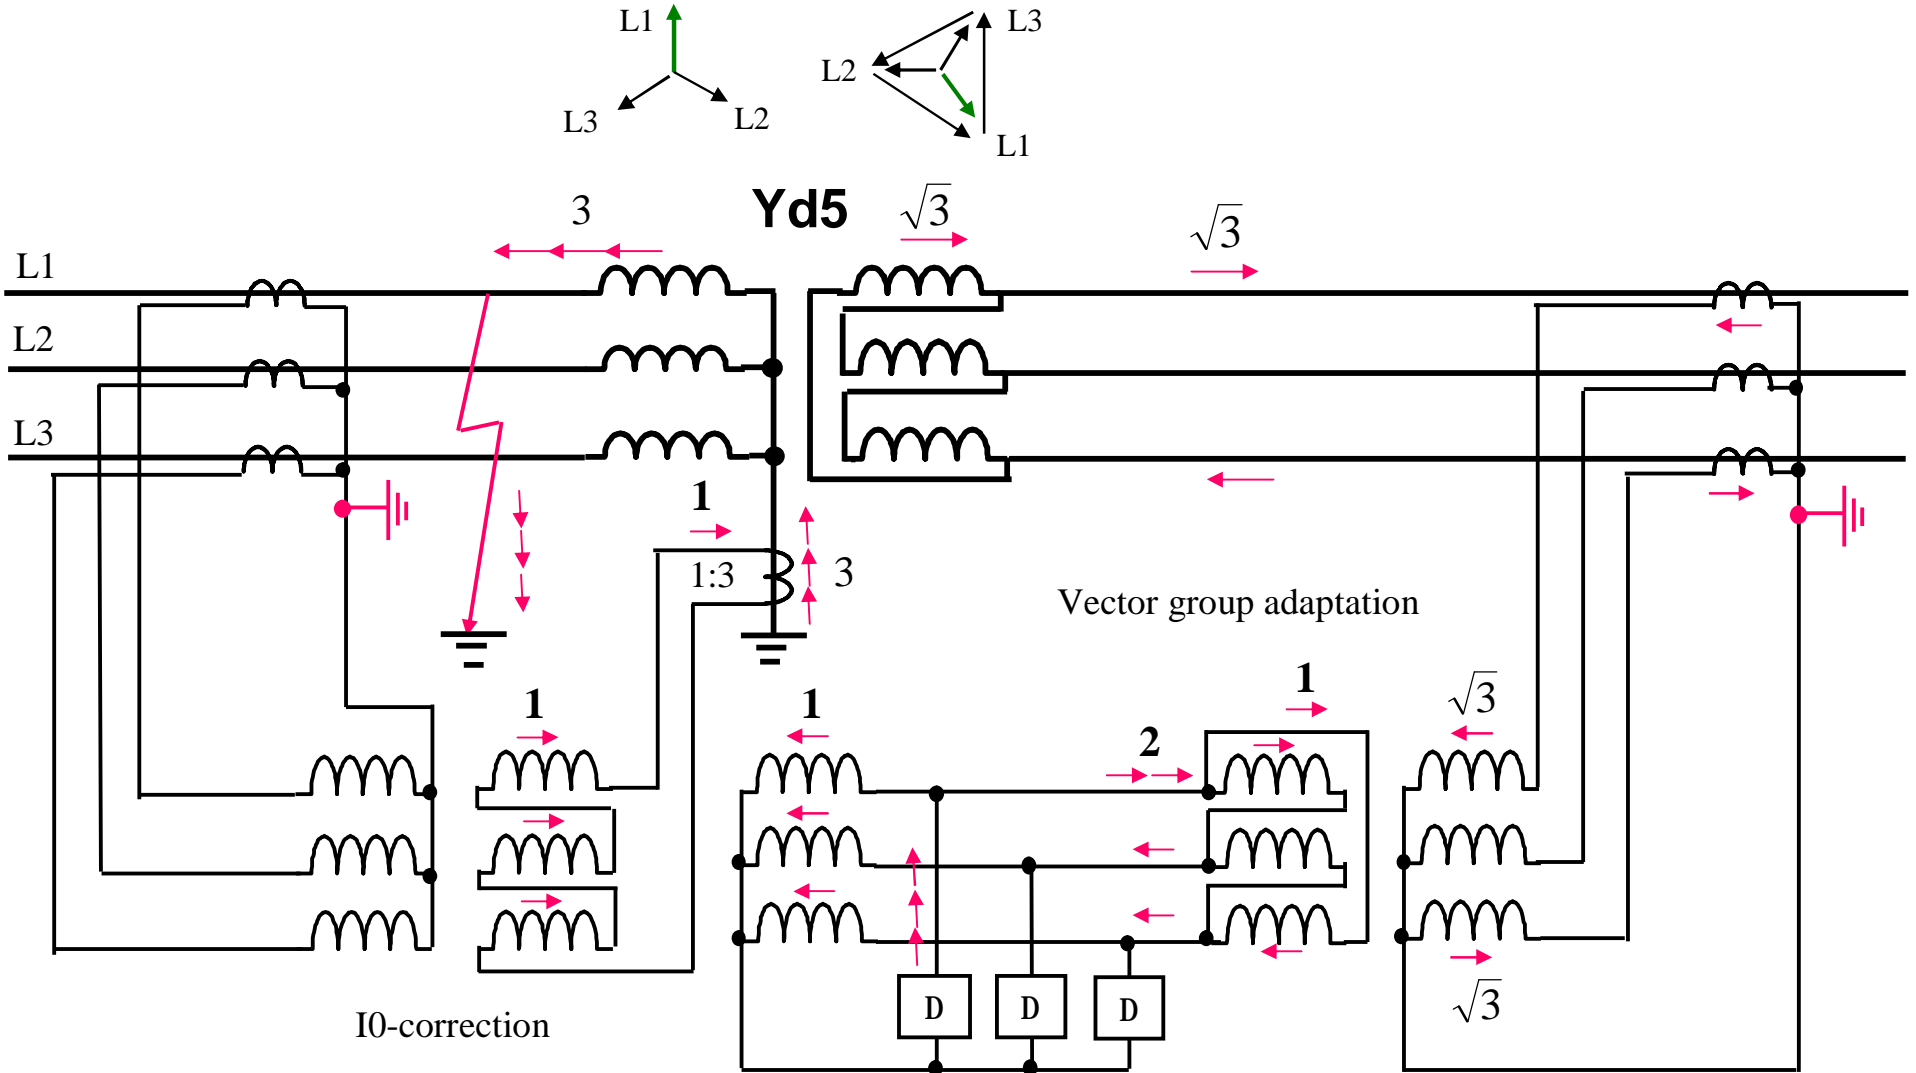 L1
L3
L2
L3
L2
L1
Yd5
3
√3
√3
L1
L2
L3
1
1:3
3
Vector group adaptation
1
1
2
1
√3
√3
D
D
D
I0-correction